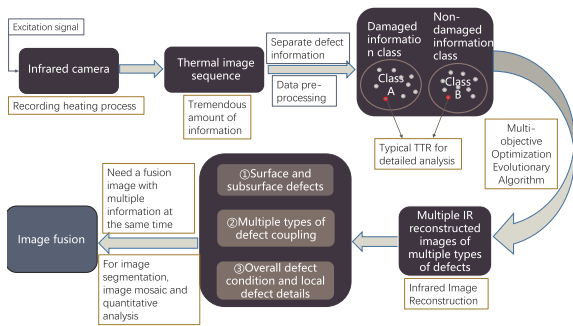 Excitation signal
Infrared camera
Recording heating process
Thermal image
sequence
Tremendous
amount of
information
Separate defect
information
Data pre-
processing
Damaged
informatio
n class
Non-
damaged
information
class
Class
A
Class
B
Typical TTR for
detailed analysis
Multi-
objective
Optimization
Evolutionary
Algorithm
Multiple IR
reconstructed
images of
multiple types
of defects
Infrared Image
Reconstruction
①Surface and
subsurface defects
②Multiple types of
defect coupling
③Overall defect
condition and local
defect details
Need a fusion
image with
multiple
information at
the same time
For image
segmentation,
image mosaic and
quantitative
analysis
Image fusion